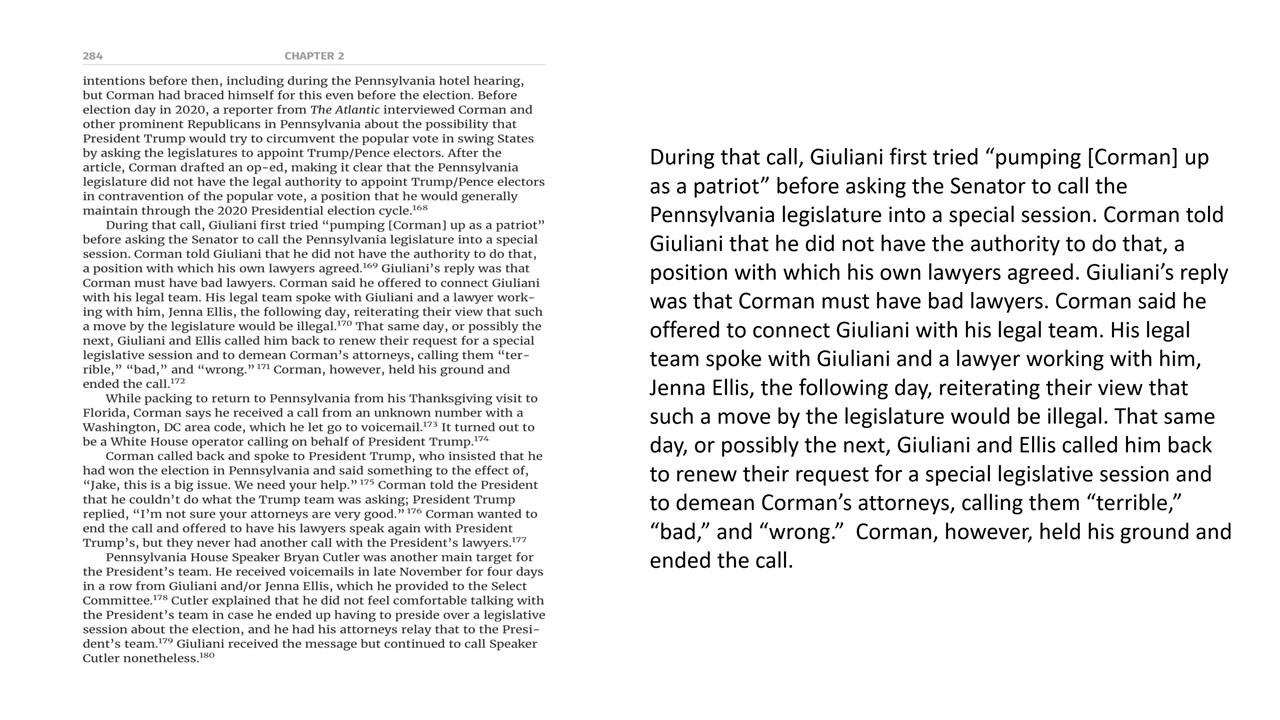 284 CHAPTER 2
intentions before then, including during the Pennsylvania hotel hearing,
but Corman had braced himself for this even before the election. Before
election day in 2020, a reporter from The Atlantic interviewed Corman and
other prominent Republicans in Pennsylvania about the possibility that
President Trump would try to circumvent the popular vote in swing States
by asking the legislatures to appoint Trump/Pence electors. After the
article, Corman drafted an op-ed, making it clear that the Pennsylvania
legislature did not have the legal authority to appoint Trump/Pence electors
in contravention of the popular vote, a position that he would generally
maintain through the 2020 Presidential election cycle.168
During that call, Giuliani first tried “pumping [Corman] up as a patriot”
before asking the Senator to call the Pennsylvania legislature into a special
session. Corman told Giuliani that he did not have the authority to do that,
a position with which his own lawyers agreed.169 Giuliani’s reply was that
Corman must have bad lawyers. Corman said he offered to connect Giuliani
with his legal team. His legal team spoke with Giuliani and a lawyer work-
ing with him, Jenna Ellis, the following day, reiterating their view that such
a move by the legislature would be illegal.170 That same day, or possibly the
next, Giuliani and Ellis called him back to renew their request for a special
legislative session and to demean Corman’s attorneys, calling them “ter-
rible,” “bad,” and “wrong.” 171 Corman, however, held his ground and
ended the call.172
While packing to return to Pennsylvania from his Thanksgiving visit to
Florida, Corman says he received a call from an unknown number with a
Washington, DC area code, which he let go to voicemail.173 It turned out to
be a White House operator calling on behalf of President Trump.174
Corman called back and spoke to President Trump, who insisted that he
had won the election in Pennsylvania and said something to the effect of,
“Jake, this is a big issue. We need your help.” 175 Corman told the President
that he couldn’t do what the Trump team was asking; President Trump
replied, “I’m not sure your attorneys are very good.” 176 Corman wanted to
end the call and offered to have his lawyers speak again with President
Trump’s, but they never had another call with the President’s lawyers.177
Pennsylvania House Speaker Bryan Cutler was another main target for
the President’s team. He received voicemails in late November for four days
in a row from Giuliani and/or Jenna Ellis, which he provided to the Select
Committee.178 Cutler explained that he did not feel comfortable talking with
the President’s team in case he ended up having to preside over a legislative
session about the election, and he had his attorneys relay that to the Presi-
dent’s team.179 Giuliani received the message but continued to call Speaker
Cutler nonetheless.180
During that call, Giuliani first tried “pumping [Corman] up
as a patriot” before asking the Senator to call the
Pennsylvania legislature into a special session. Corman told
Giuliani that he did not have the authority to do that, a
position with which his own lawyers agreed. Giuliani’s reply
was that Corman must have bad lawyers. Corman said he
offered to connect Giuliani with his legal team. His legal
team spoke with Giuliani and a lawyer working with him,
Jenna Ellis, the following day, reiterating their view that
such a move by the legislature would be illegal. That same
day, or possibly the next, Giuliani and Ellis called him back
to renew their request for a special legislative session and
to demean Corman’s attorneys, calling them “terrible,”
“bad,” and “wrong.”  Corman, however, held his ground and
ended the call.